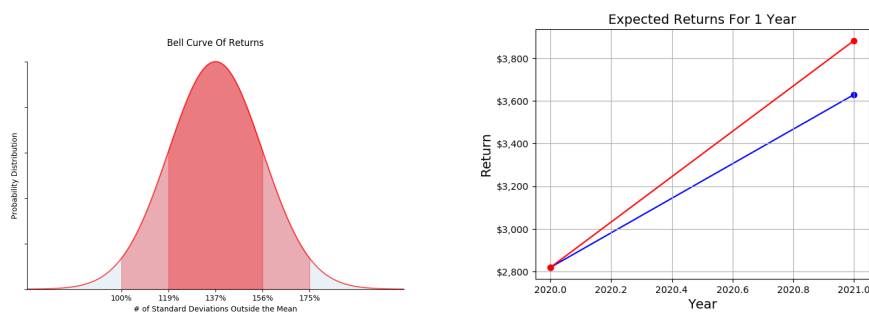 Bell Curve Of Returns
Probability Distribution
100% 119% 137% 156% 175%
# of Standard Deviations Outside the Mean
Expected Returns For 1 Year
Return
$3,800
$3,600
$3,400
$3,200
$3,000
$2,800
2020.0 2020.2 2020.4 2020.6 2020.8 2021.0
Year